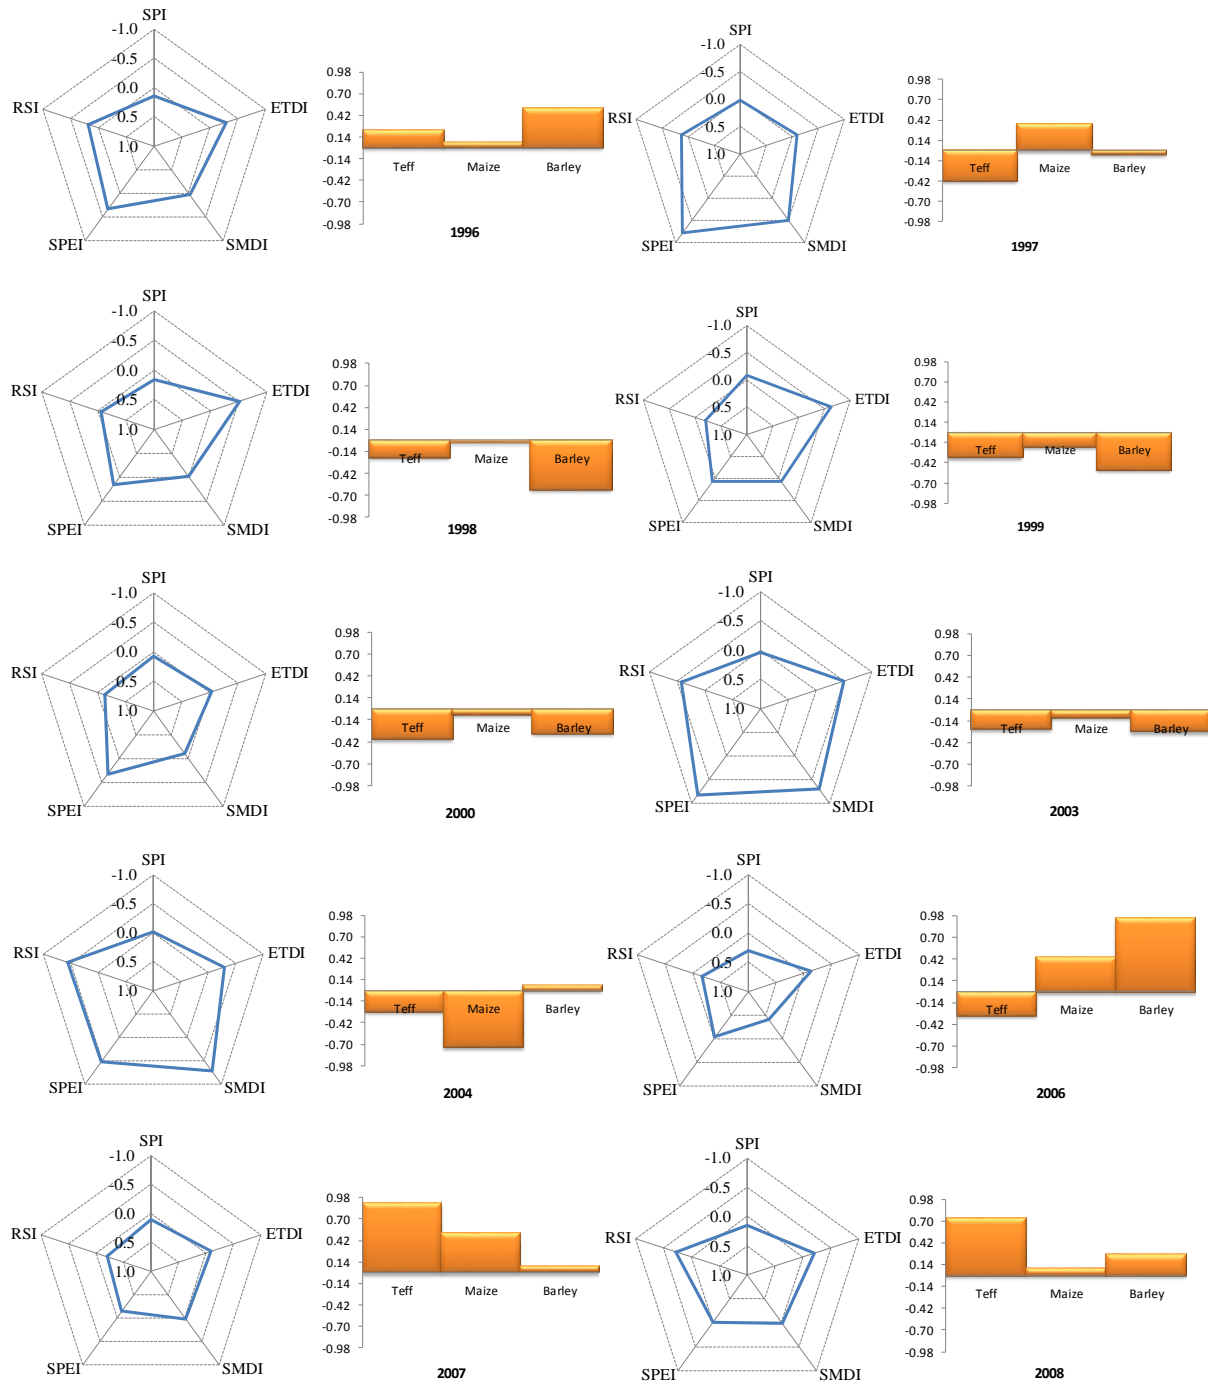 SPI
-1.0
-0.5
0.0
0.5
1.0
RSI
ETDI
SPEI
SMDI
0.98
0.70
0.42
0.14
-0.14
-0.42
-0.70
-0.98
Teff Maize Barley
1996
SPI
-1.0
-0.5
0.0
0.5
1.0
RSI
ETDI
SPEI
SMDI
0.98
0.70
0.42
0.14
-0.14
-0.42
-0.70
-0.98
Teff Maize Barley
1997
SPI
-1.0
-0.5
0.0
0.5
1.0
RSI
ETDI
SPEI
SMDI
0.98
0.70
0.42
0.14
-0.14
-0.42
-0.70
-0.98
Teff Maize Barley
1998
SPI
-1.0
-0.5
0.0
0.5
1.0
RSI
ETDI
SPEI
SMDI
0.98
0.70
0.42
0.14
-0.14
-0.42
-0.70
-0.98
Teff Maize Barley
1999
SPI
-1.0
-0.5
0.0
0.5
1.0
RSI
ETDI
SPEI
SMDI
0.98
0.70
0.42
0.14
-0.14
-0.42
-0.70
-0.98
Teff Maize Barley
2000
SPI
-1.0
-0.5
0.0
0.5
1.0
RSI
ETDI
SPEI
SMDI
0.98
0.70
0.42
0.14
-0.14
-0.42
-0.70
-0.98
Teff Maize Barley
2003
SPI
-1.0
-0.5
0.0
0.5
1.0
RSI
ETDI
SPEI
SMDI
0.98
0.70
0.42
0.14
-0.14
-0.42
-0.70
-0.98
Teff Maize Barley
2004
SPI
-1.0
-0.5
0.0
0.5
1.0
RSI
ETDI
SPEI
SMDI
0.98
0.70
0.42
0.14
-0.14
-0.42
-0.70
-0.98
Teff Maize Barley
2006
SPI
-1.0
-0.5
0.0
0.5
1.0
RSI
ETDI
SPEI
SMDI
0.98
0.70
0.42
0.14
-0.14
-0.42
-0.70
-0.98
Teff Maize Barley
2007
SPI
-1.0
-0.5
0.0
0.5
1.0
RSI
ETDI
SPEI
SMDI
0.98
0.70
0.42
0.14
-0.14
-0.42
-0.70
-0.98
Teff Maize Barley
2008